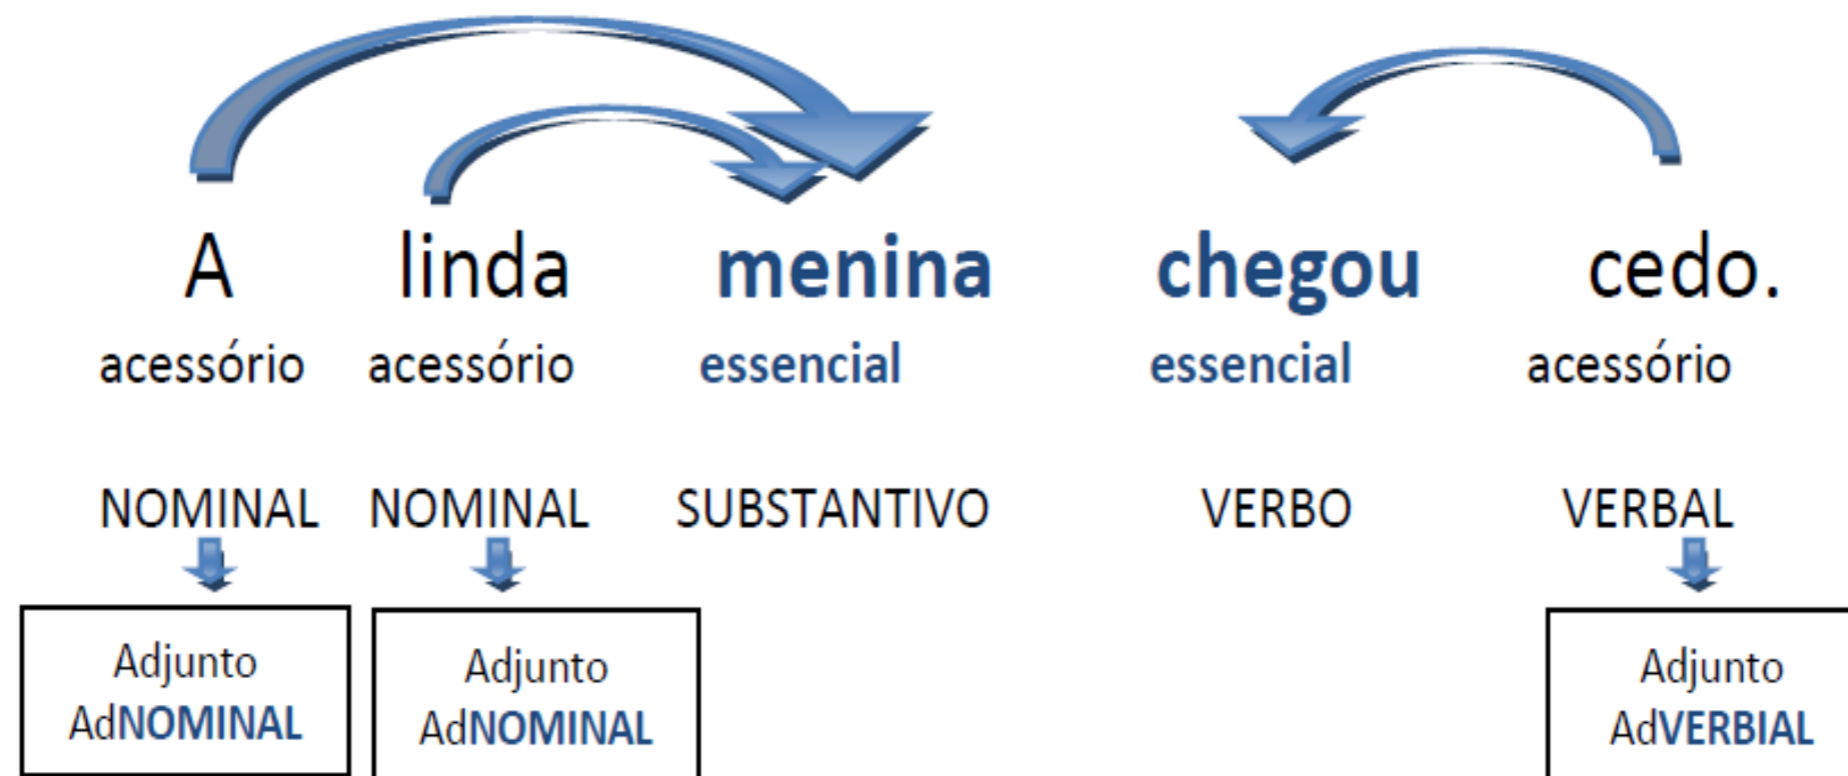 A linda menina chegou cedo.
acessório acessório essencial essencial acessório
NOMINAL NOMINAL SUBSTANTIVO VERBO VERBAL
Adjunto Adjunto Adjunto
AdNOMINAL AdNOMINAL AdVERBIAL